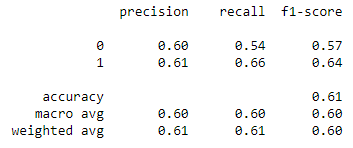 precision recall f1-score
0 0.60 0.54 0.57
1 0.61 0.66 0.64
accuracy 0.61
macro avg 0.60 0.60 0.60
weighted avg 0.61 0.61 0.60